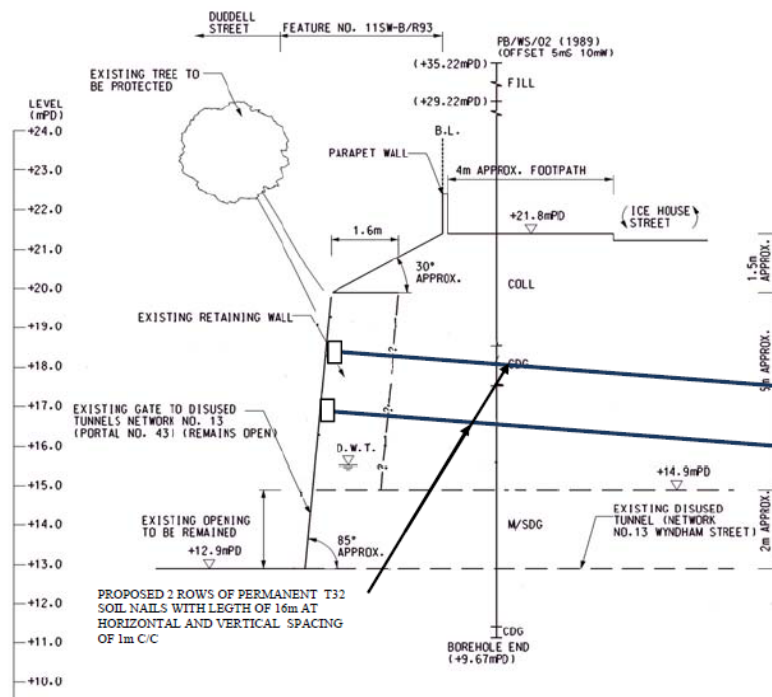 DUDDELL
STREET
FEATURE NO. 11SW-B/R93
PB/WS/02 (1989)
(OFFSET 5mS 10mW)
(+35.22mPD)
FILL
(+29.22mPD)
EXISTING TREE TO
BE PROTECTED
LEVEL
(mPD)
+24.0
+23.0
+22.0
+21.0
+20.0
+19.0
+18.0
+17.0
+16.0
+15.0
+14.0
+13.0
+12.0
+11.0
+10.0
B.L.
PARAPET WALL
4m APPROX. FOOTPATH
+21.8mPD
(ICE HOUSE
STREET)
1.6m
30°
APPROX.
COLL
1.5m
APPROX.
EXISTING RETAINING WALL
CDG
5m APPROX.
EXISTING GATE TO DISUSED
TUNNELS NETWORK NO. 13
(PORTAL NO. 43) (REMAINS OPEN)
?
?
?
D.W.T.
+14.9mPD
EXISTING OPENING
TO BE REMAINED
M/SDG
EXISTING DISUSED
TUNNEL (NETWORK
NO.13 WYNDHAM STREET)
2m APPROX.
+12.9mPD
85°
APPROX.
PROPOSED 2 ROWS OF PERMANENT T32
SOIL NAILS WITH LEGTH OF 16m AT
HORIZONTAL AND VERTICAL SPACING
OF 1m C/C
CDG
BOREHOLE END
(+9.67mPD)